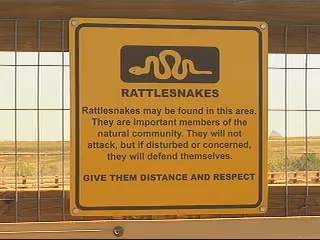 RATTLESNAKES
Rattlesnakes may be found in this area.
They are important members of the
natural community. They will not
attack, but if disturbed or concerned,
they will defend themselves.
GIVE THEM DISTANCE AND RESPECT